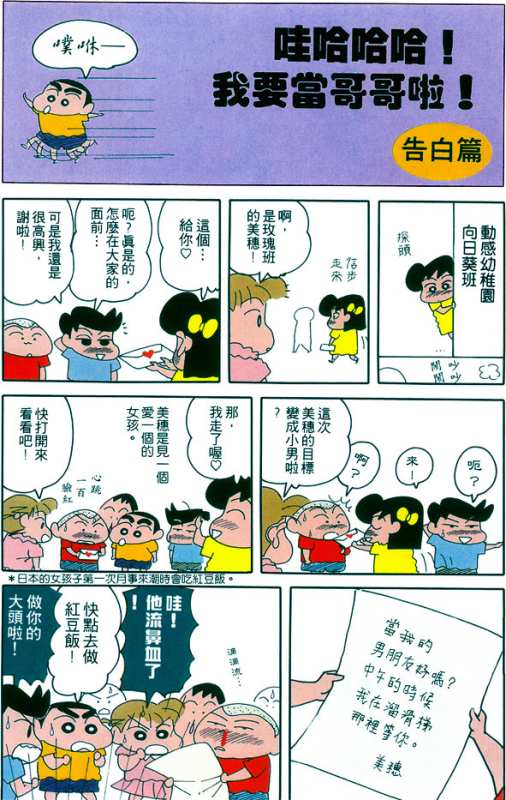 哇哈哈哈！
我要當哥哥啦！
告白篇
噗咻──
動感幼稚園
向日葵班
探頭
鬧吵
鬧吵
啊，
是玫瑰班
的美穗！
信步
走來
這個…
給你♡
呃？真是的，
怎麼在大家的
面前…
可是我還是
很高興，
謝啦！
呃？
來！
啊？
這次
美穗的目標
變成小男啦
？
那，
我走了喔♡
美穗是見一個
愛一個的
女孩。
心跳
一百
臉紅
快打開來
看看吧！
＊日本的女孩子第一次月事來潮時會吃紅豆飯。
當我的
男朋友好嗎？
中午的時候
我在溜滑梯
那裡等你。
美穗
滴滴流…
哇！
他流鼻血了
！
快點去做
紅豆飯！
做你的
大頭啦！